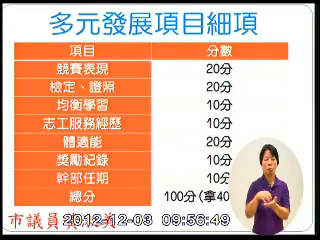 多元發展項目細項
項目 分數
競賽表現 20分
檢定、證照 20分
均衡學習 10分
志工服務經歷 10分
體適能 20分
獎勵紀錄 10分
幹部任期 10分
總分 100分(拿40
市議員
2012-12-03 09:56:49